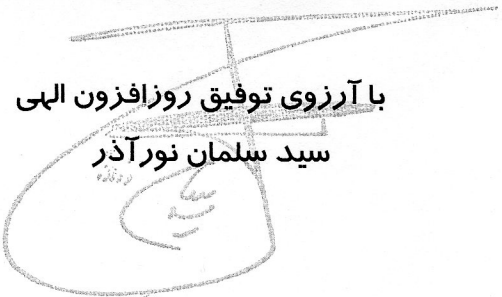 با آرزوی توفیق روزافزون الهی
سید سلمان نورآذر